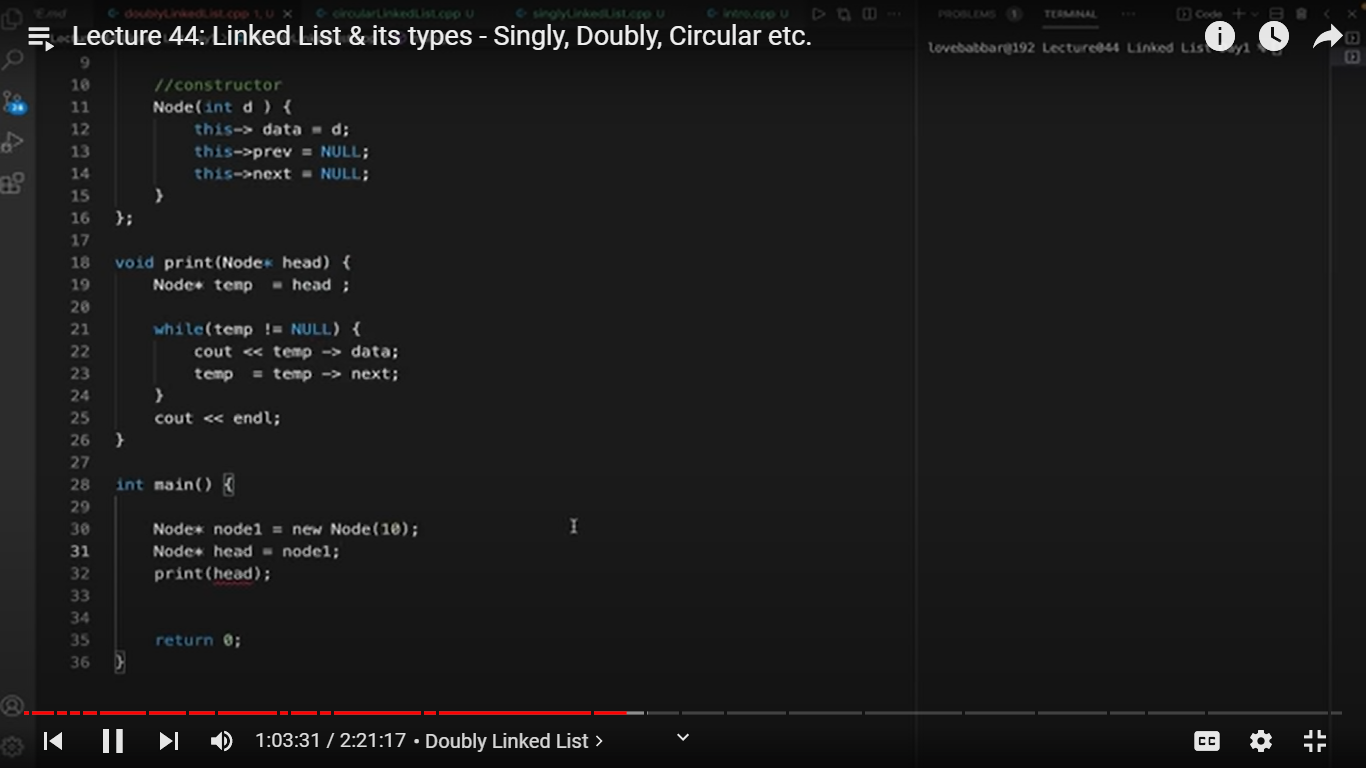 doublyLinkedList.cpp 1, U circularLinkedList.cpp U singlyLinkedList.cpp U intro.cpp U PROBLEMS 1 TERMINAL ... Code
Lecture 44: Linked List & its types - Singly, Doubly, Circular etc.
lovebabbar@192 Lecture044 Linked List Day1 %
9
10 //constructor
11 Node(int d ) {
12 this-> data = d;
13 this->prev = NULL;
14 this->next = NULL;
15 }
16 };
17
18 void print(Node* head) {
19 Node* temp = head ;
20
21 while(temp != NULL) {
22 cout << temp -> data;
23 temp = temp -> next;
24 }
25 cout << endl;
26 }
27
28 int main() {
29
30 Node* node1 = new Node(10);
31 Node* head = node1;
32 print(head);
33
34
35 return 0;
36 }
1:03:31 / 2:21:17 • Doubly Linked List >
CC